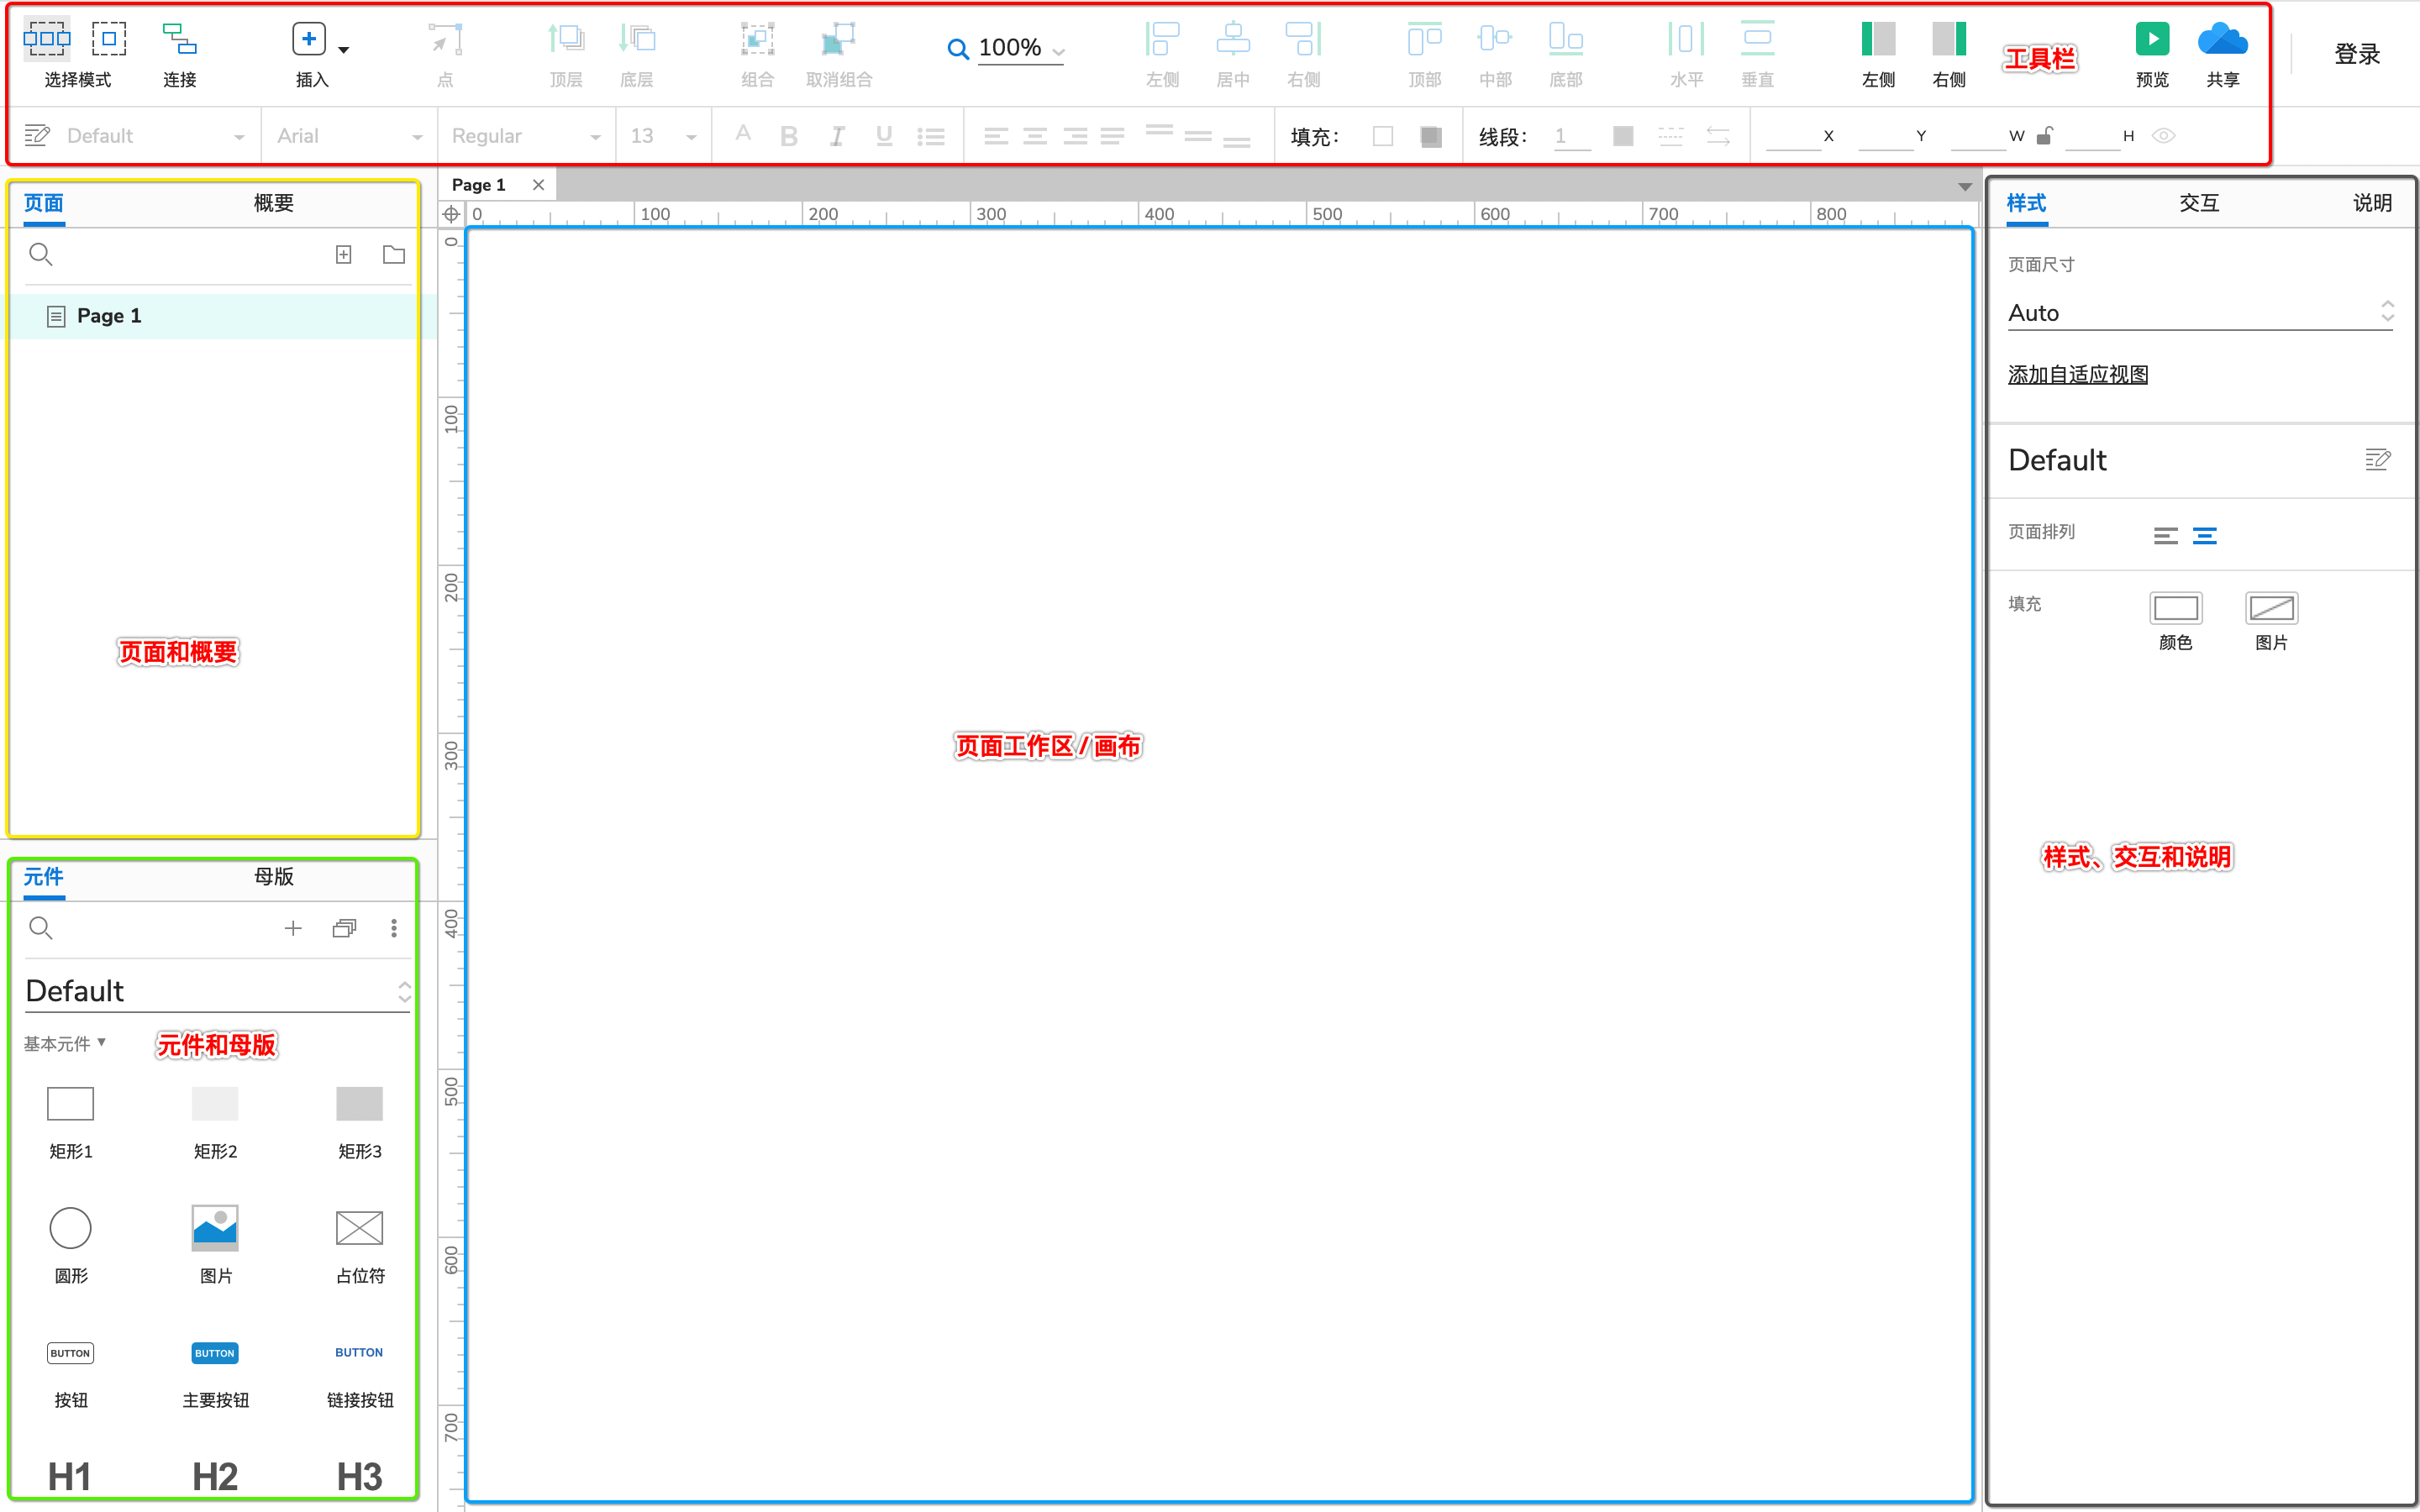 选择模式 连接 插入 点 顶层 底层 组合 取消组合 100% 左侧 居中 右侧 顶部 中部 底部 水平 垂直 左侧 右侧 工具栏 预览 共享 登录
Default Arial Regular 13 A B I U 填充: 线段: 1 X Y W H
页面 概要
Page 1
页面和概要
元件 母版
Default
基本元件 元件和母版
矩形1 矩形2 矩形3
圆形 图片 占位符
BUTTON BUTTON BUTTON
按钮 主要按钮 链接按钮
H1 H2 H3
Page 1
0 100 200 300 400 500 600 700 800
0
100
200
300
400
500
600
700
页面工作区/画布
样式 交互 说明
页面尺寸
Auto
添加自适应视图
Default
页面排列
填充
颜色 图片
样式、交互和说明